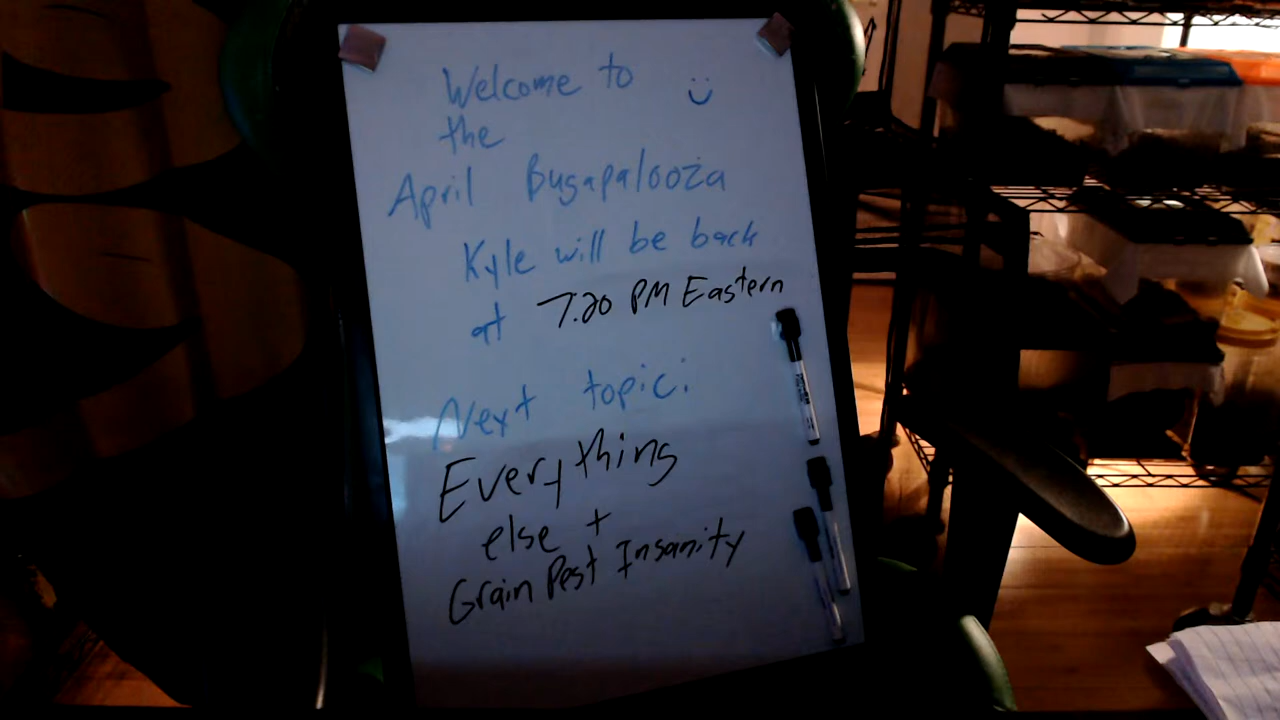 Welcome to
the
April Bugapalooza
Kyle will be back
at 7.20 PM Eastern
Next topic:
Everything
else +
Grain Pest Insanity